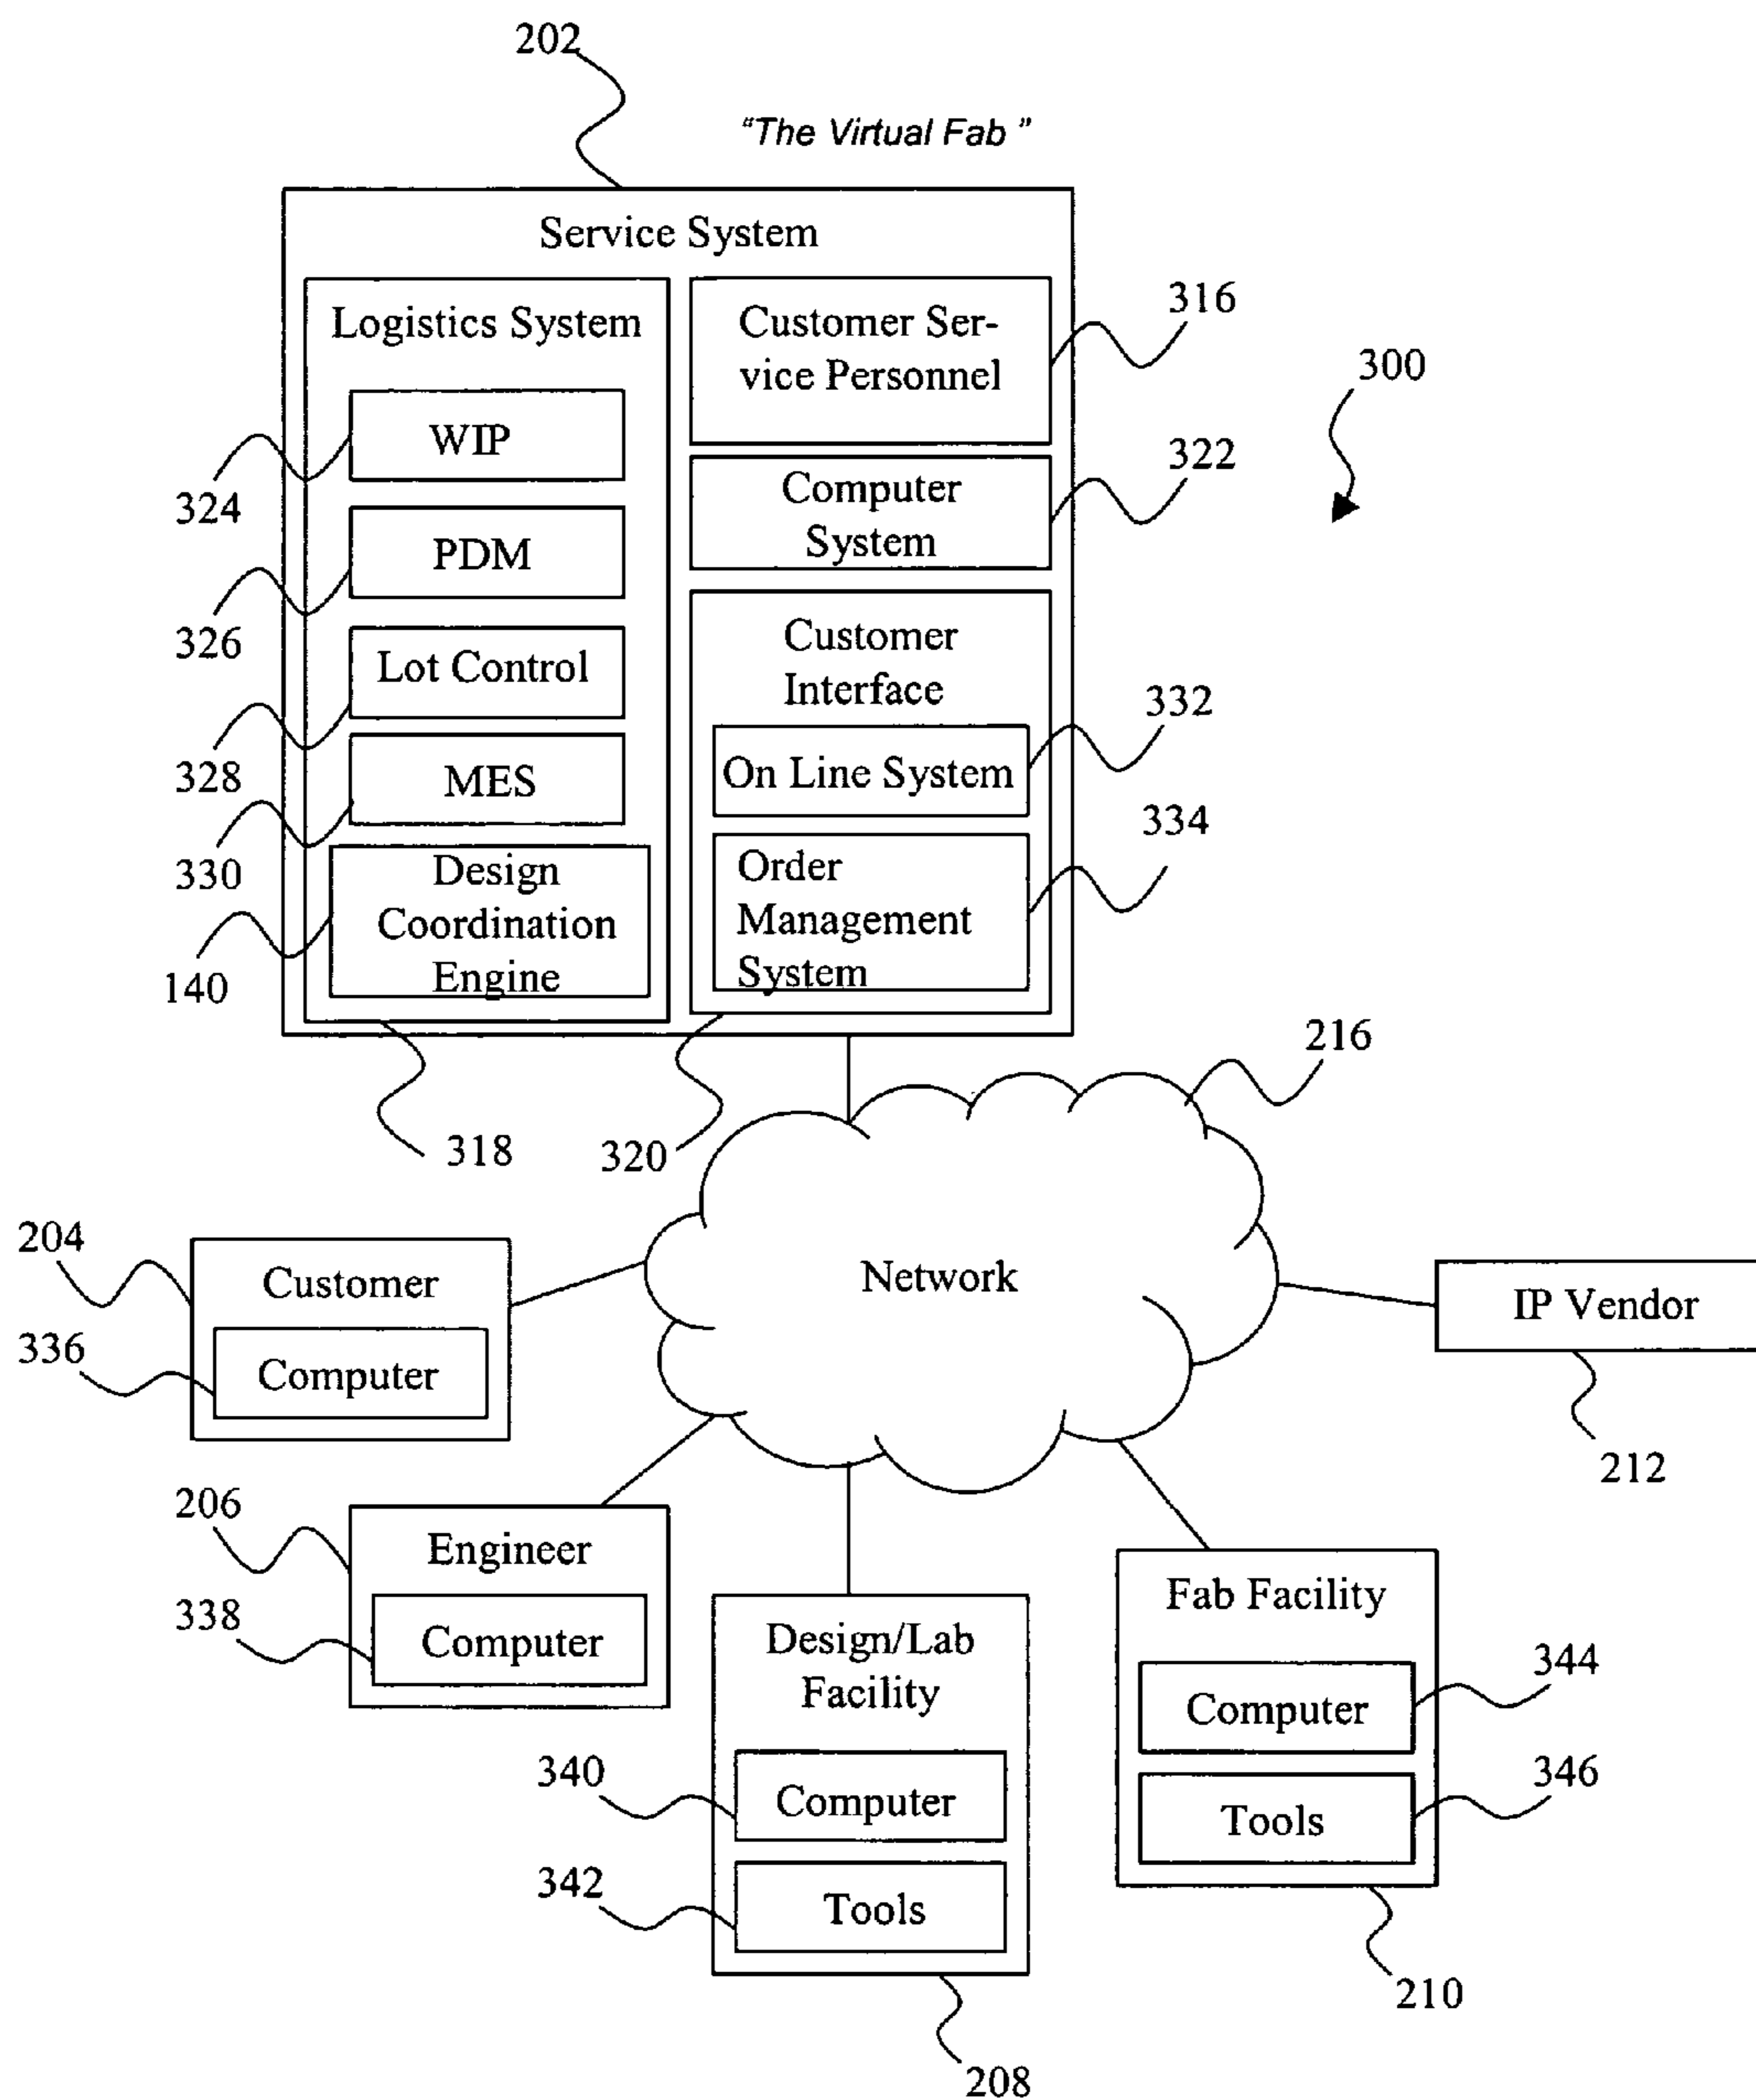 202
"The Virtual Fab "
Service System
Logistics System
WIP
PDM
Lot Control
MES
Design
Coordination
Engine
324
326
328
330
140
Customer Ser-
vice Personnel
Computer
System
Customer
Interface
On Line System
Order
Management
System
316
322
332
334
300
318
320
216
Network
204
Customer
336
Computer
IP Vendor
212
206
Engineer
338
Computer
Design/Lab
Facility
340
Computer
342
Tools
208
Fab Facility
Computer
344
Tools
346
210